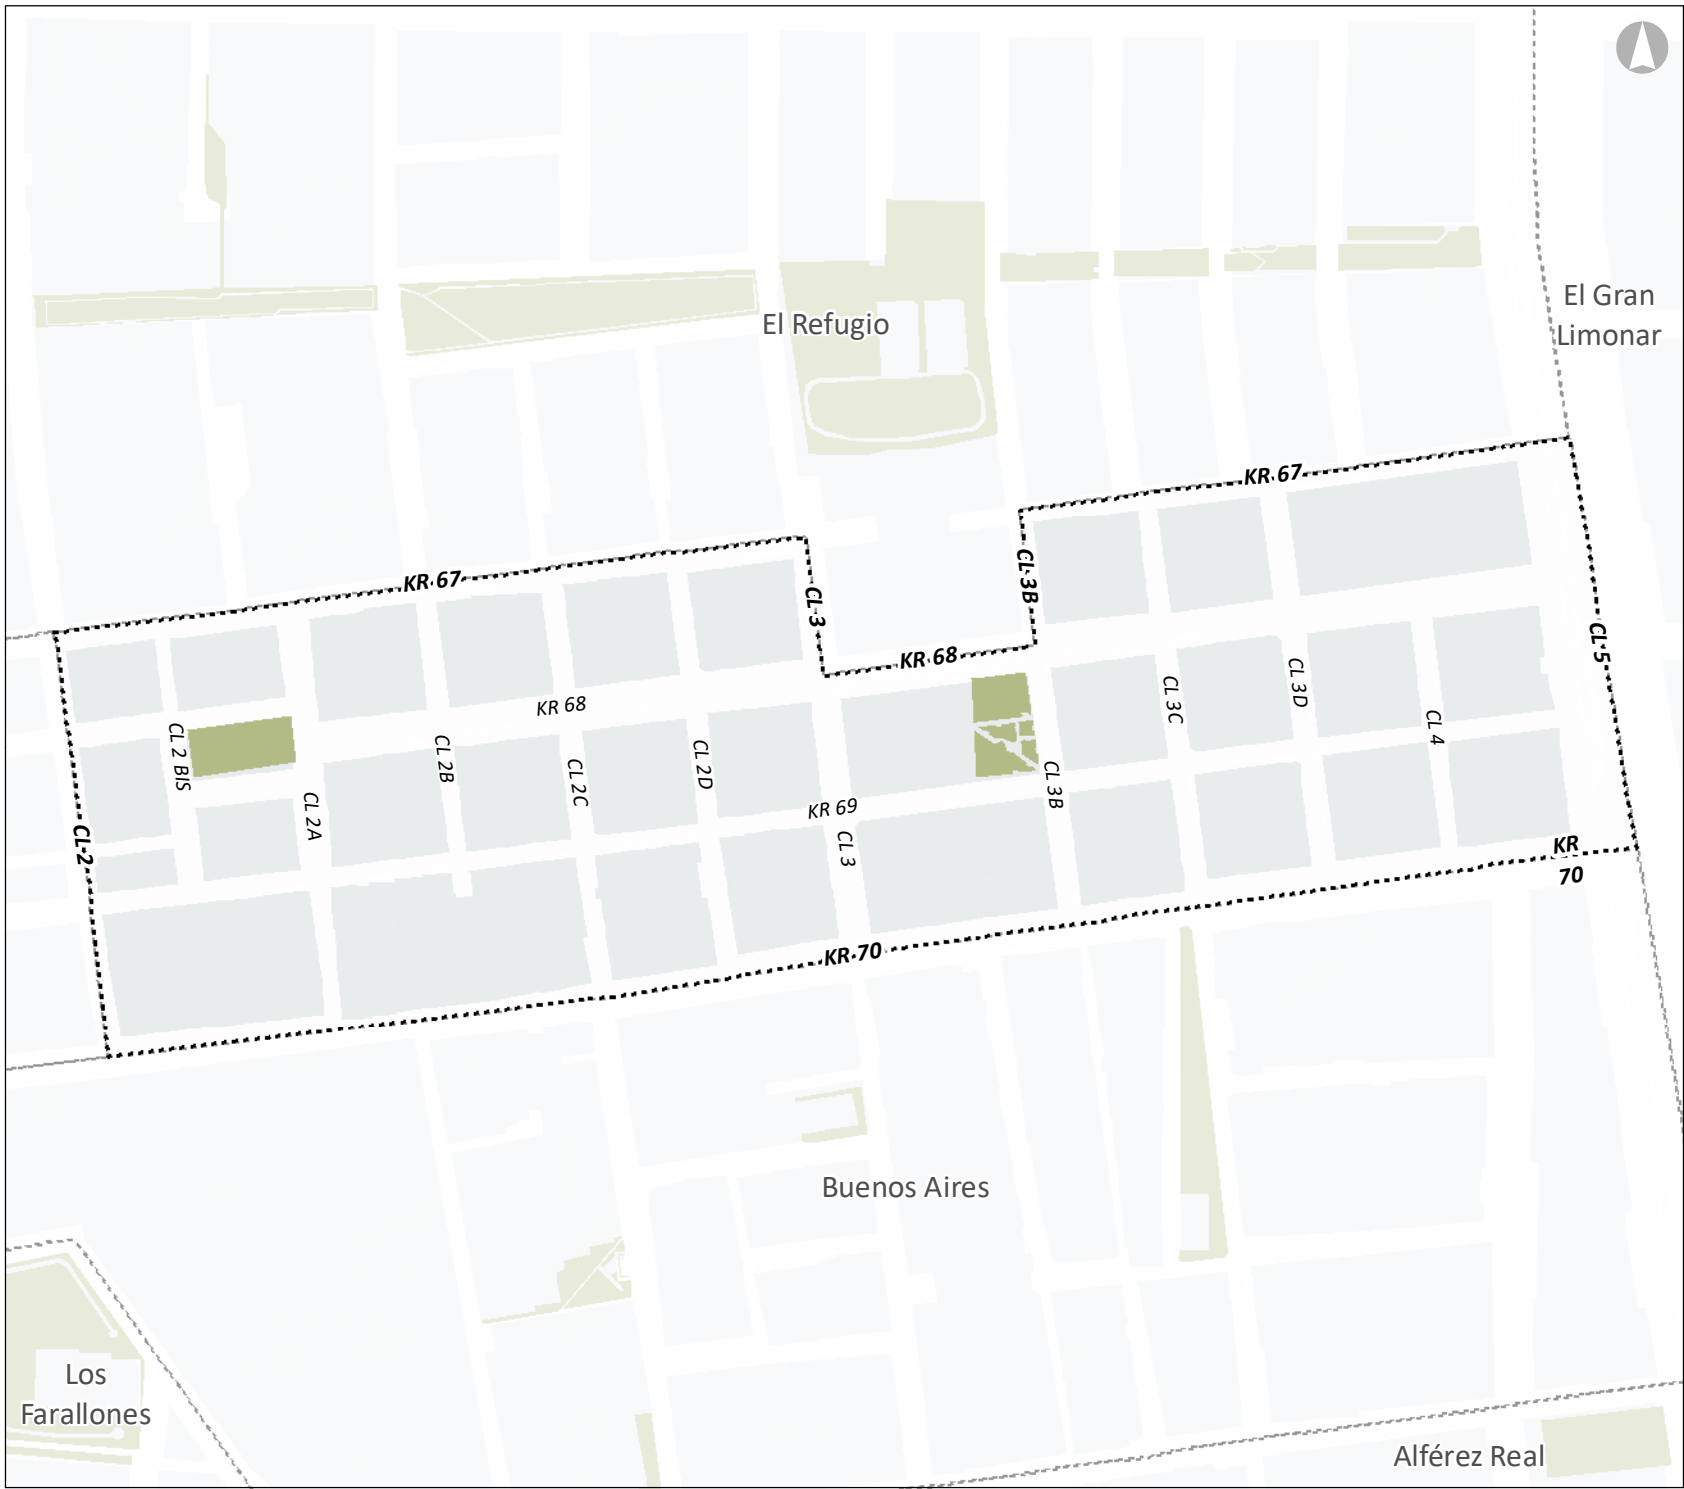 El Gran
Limonar
El Refugio
KR 67
KR 67
CL 3B
CL 3
CL 5
KR 68
KR 68
CL 3C
CL 3D
CL 4
CL 2 BIS
CL 2B
CL 2C
CL 2D
CL 3B
CL 2A
KR 69
CL 2
CL 3
KR
70
KR 70
Buenos Aires
Los
Farallones
Alférez Real